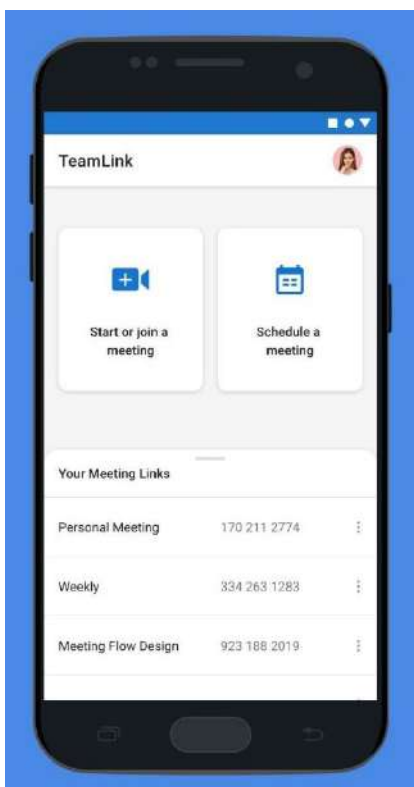 TeamLink
Start or join a
meeting
Schedule a
meeting
Your Meeting Links
Personal Meeting 170 211 2774
Weekly 334 263 1283
Meeting Flow Design 923 188 2019